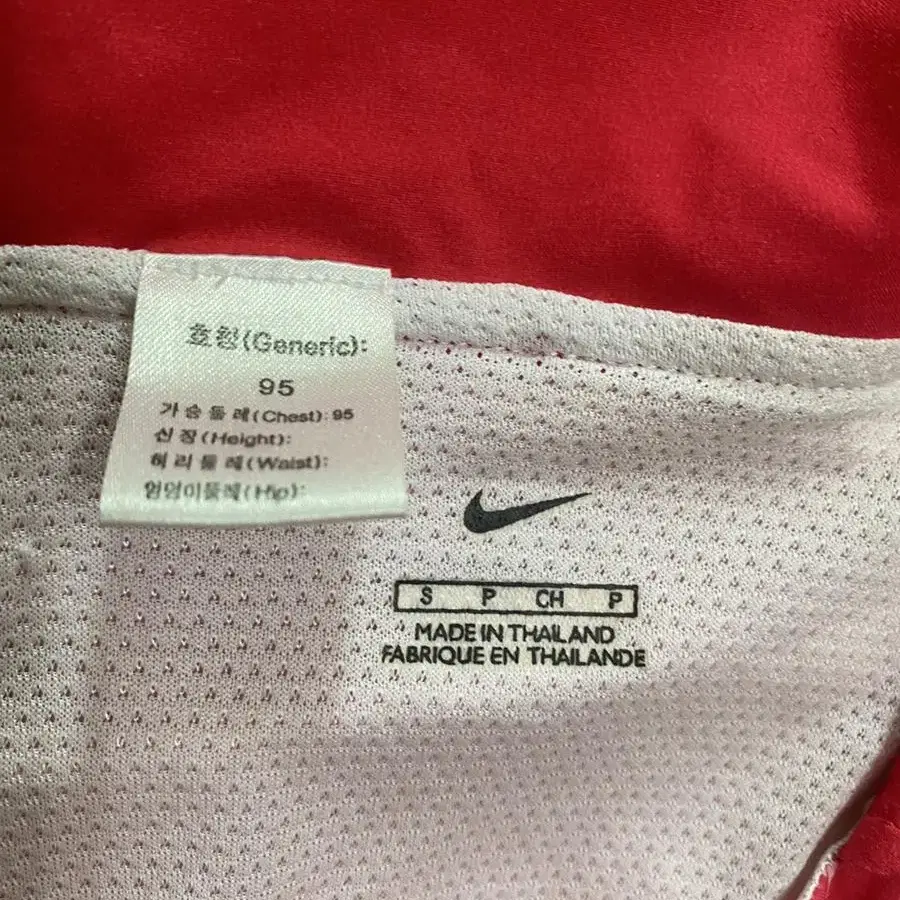 호칭(Generic):
95
가슴둘레(Chest): 95
신장(Height):
허리둘레(Waist):
엉덩이둘레(Hip):
S P CH P
MADE IN THAILAND
FABRIQUE EN THAILANDE